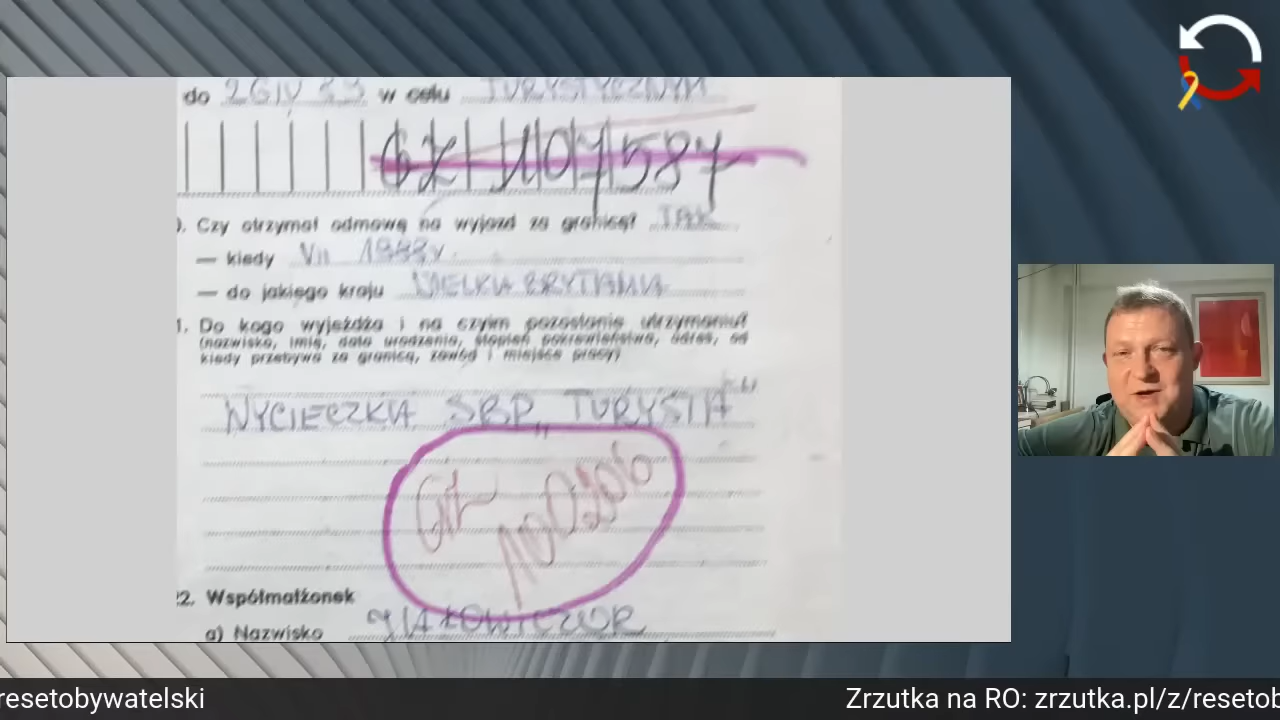 do 26 IV 89 w celu TURYSTYCZNYM
Czy otrzymał odmowę na wyjazd za granicę? TAK
— kiedy VII 1988 r.
— do jakiego kraju WIELKA BRYTANIA
1. Do kogo wyjeżdża i na czyim pozostanie utrzymaniu?
(nazwisko, imię, data urodzenia, stopień pokrewieństwa, adres, od
kiedy przebywa za granicą, zawód i miejsce pracy)
WYCIECZKA SBP „TURYSTA"
22. Współmałżonek
a) Nazwisko
resetobywatelski
Zrzutka na RO: zrzutka.pl/z/resetob